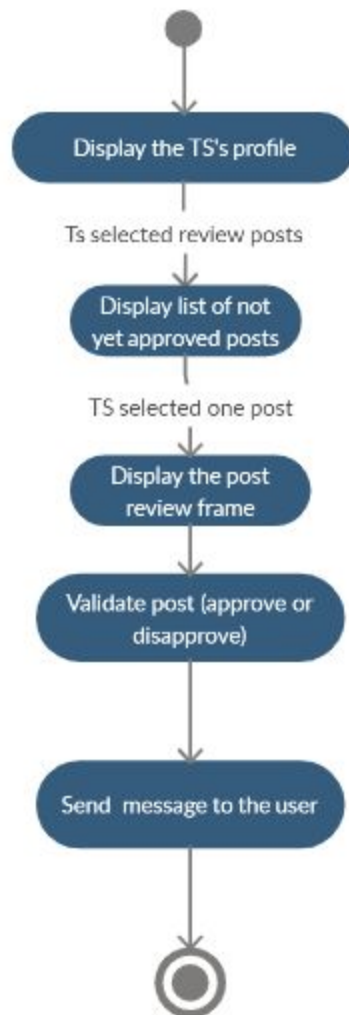 Display the TS's profile
Ts selected review posts
Display list of not
yet approved posts
TS selected one post
Display the post
review frame
Validate post (approve or
disapprove)
Send message to the user